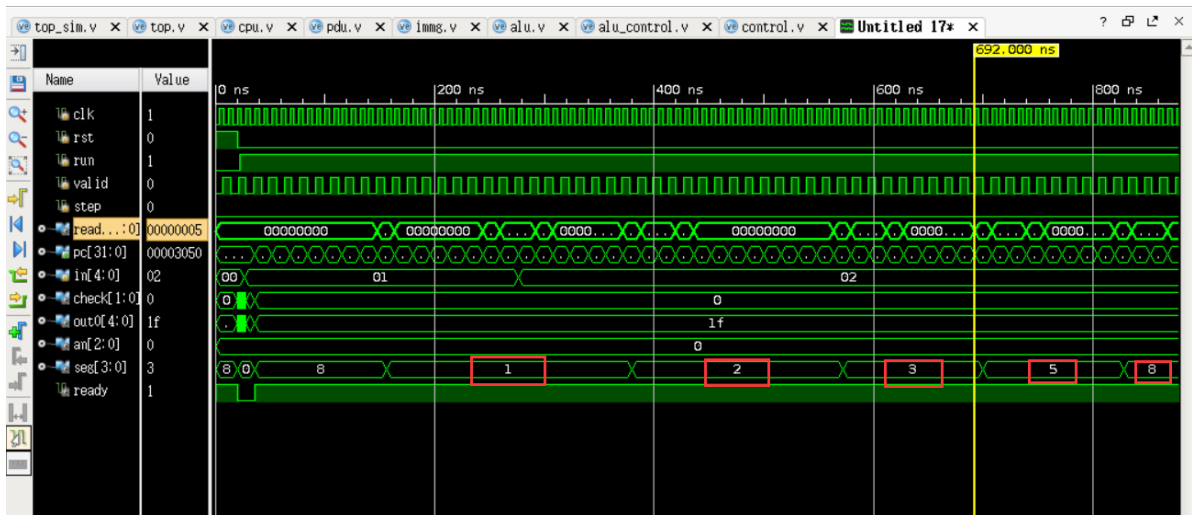 top_sim.v top.v cpu.v pdu.v immg.v alu.v alu_control.v control.v Untitled 17*
692.000 ns
Name Value
0 ns 200 ns 400 ns 600 ns 800 ns
clk 1
rst 0
run 1
valid 0
step 0
read...:0] 00000005 00000000 . 00000000 . ... . 0000... . ... . 00000000 . ... . 0000... . ... . 0000... . ... .
pc[31:0] 00003050 ...
in[4:0] 02 00 01 02
check[1:0] 0 0 0
out0[4:0] 1f . 1f
an[2:0] 0 0
seg[3:0] 3 8 0 8 1 2 3 5 8
ready 1